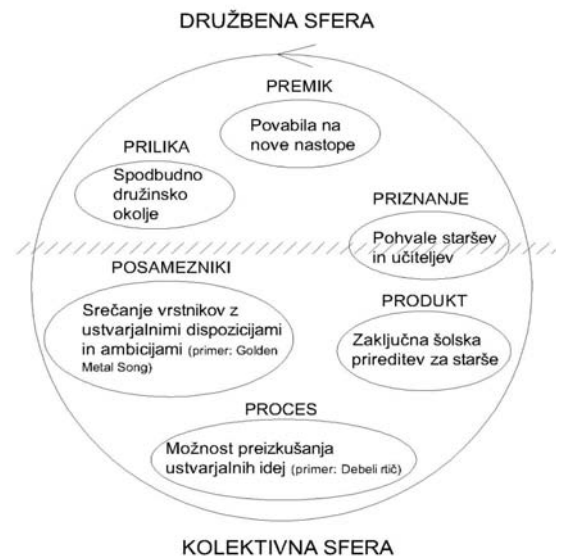 DRUŽBENA SFERA
PREMIK
Povabila na
nove nastope
PRILIKA
Spodbudno
družinsko
okolje
PRIZNANJE
Pohvale staršev
in učiteljev
POSAMEZNIKI
Srečanje vrstnikov z
ustvarjalnimi dispozicijami
in ambicijami (primer: Golden
Metal Song)
PRODUKT
Zaključna šolska
prireditev za starše
PROCES
Možnost preizkušanja
ustvarjalnih idej (primer: Debeli rtič)
KOLEKTIVNA SFERA